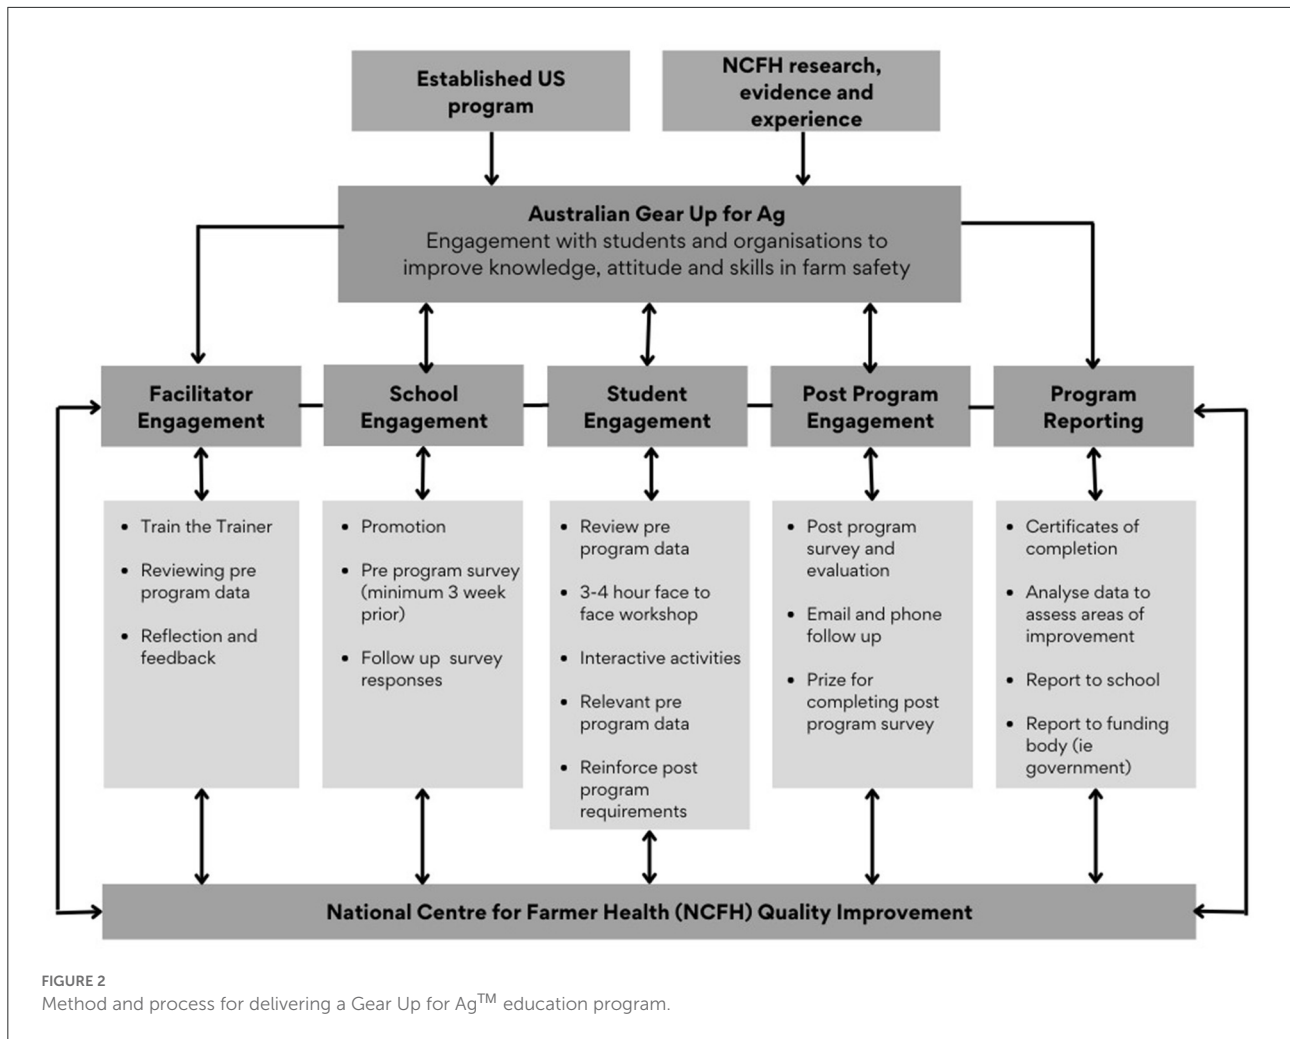 Established US
program
NCFH research,
evidence and
experience
Australian Gear Up for Ag
Engagement with students and organisations to
improve knowledge, attitude and skills in farm safety
Facilitator
Engagement
School
Engagement
Student
Engagement
Post Program
Engagement
Program
Reporting
• Train the Trainer
• Reviewing pre
program data
• Reflection and
feedback
• Promotion
• Pre program survey
(minimum 3 week
prior)
• Follow up survey
responses
• Review pre
program data
• 3-4 hour face to
face workshop
• Interactive activities
• Relevant pre
program data
• Reinforce post
program
requirements
• Post program
survey and
evaluation
• Email and phone
follow up
• Prize for
completing post
program survey
• Certificates of
completion
• Analyse data to
assess areas of
improvement
• Report to school
• Report to funding
body (ie
government)
National Centre for Farmer Health (NCFH) Quality Improvement
FIGURE 2
Method and process for delivering a Gear Up for Ag™ education program.